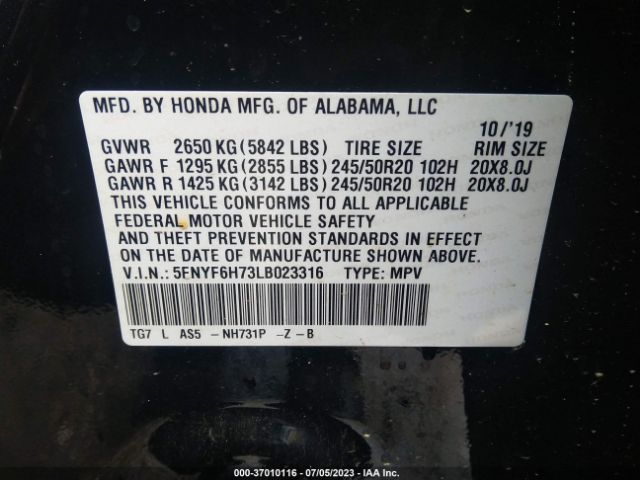 MFD. BY HONDA MFG. OF ALABAMA, LLC
10/'19
GVWR 2650 KG (5842 LBS) TIRE SIZE RIM SIZE
GAWR F 1295 KG (2855 LBS) 245/50R20 102H 20X8.0J
GAWR R 1425 KG (3142 LBS) 245/50R20 102H 20X8.0J
THIS VEHICLE CONFORMS TO ALL APPLICABLE
FEDERAL MOTOR VEHICLE SAFETY
AND THEFT PREVENTION STANDARDS IN EFFECT
ON THE DATE OF MANUFACTURE SHOWN ABOVE.
V.I.N.: 5FNYF6H73LB023316 TYPE: MPV
TG7 L AS5 -NH731P -Z -B
000-37010116 - 07/05/2023 - IAA Inc.